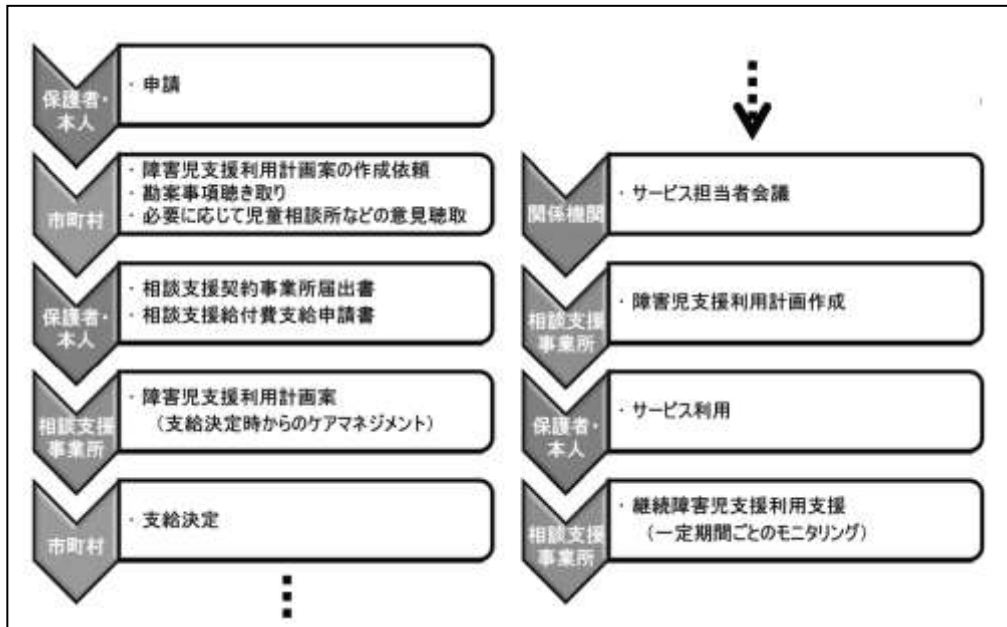 保護者・
本人
・ 申請
市町村
・ 障害児支援利用計画案の作成依頼
・ 勘案事項聴き取り
・ 必要に応じて児童相談所などの意見聴取
保護者・
本人
・ 相談支援契約事業所届出書
・ 相談支援給付費支給申請書
相談支援
事業所
・ 障害児支援利用計画案
（支給決定時からのケアマネジメント）
市町村
・ 支給決定
関係機関
・ サービス担当者会議
相談支援
事業所
・ 障害児支援利用計画作成
保護者・
本人
・ サービス利用
相談支援
事業所
・ 継続障害児支援利用支援
（一定期間ごとのモニタリング）